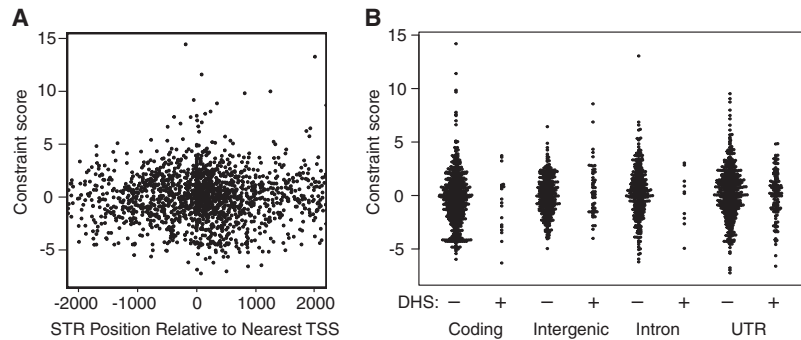 A
Constraint score
15
10
5
0
-5
-2000 -1000 0 1000 2000
STR Position Relative to Nearest TSS
B
Constraint score
15
10
5
0
-5
DHS: − + − + − + − +
Coding Intergenic Intron UTR